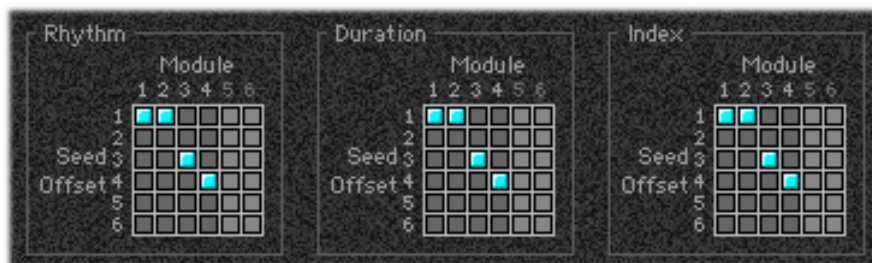 Rhythm
Module
1 2 3 4 5 6
1
2
Seed 3
Offset 4
5
6
Duration
Module
1 2 3 4 5 6
1
2
Seed 3
Offset 4
5
6
Index
Module
1 2 3 4 5 6
1
2
Seed 3
Offset 4
5
6